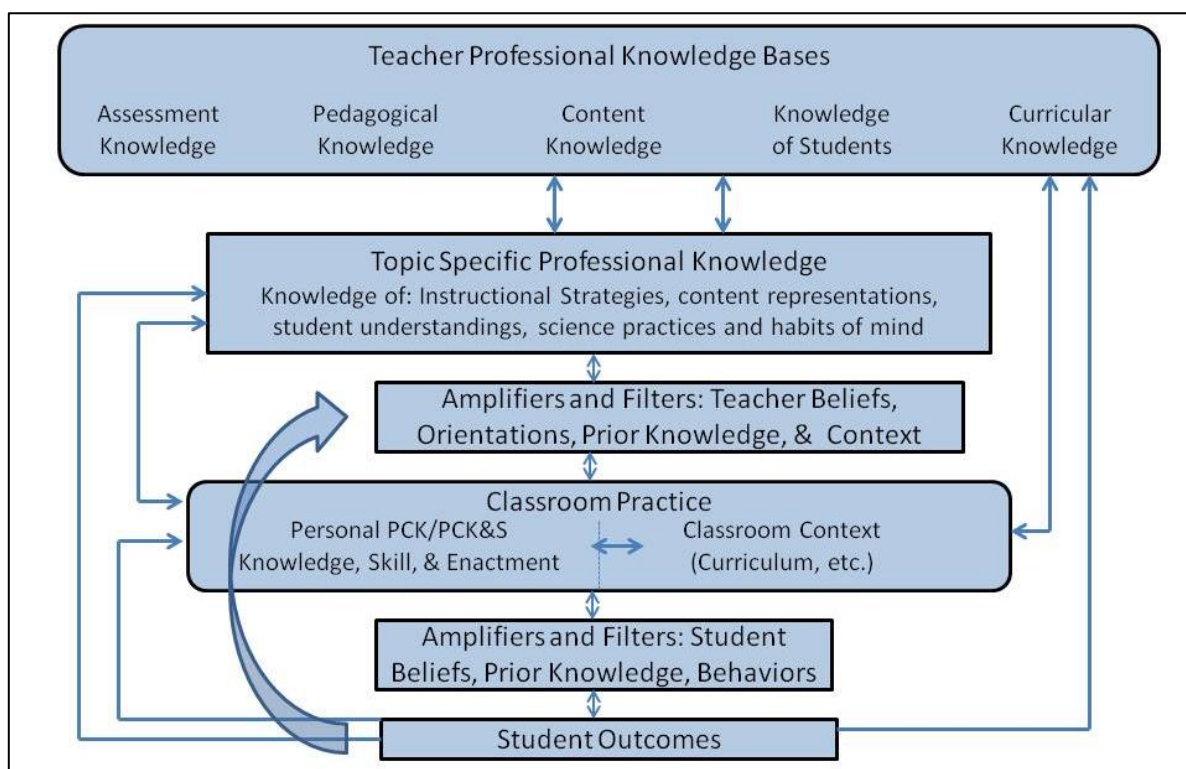 Teacher Professional Knowledge Bases
Assessment
Knowledge
Pedagogical
Knowledge
Content
Knowledge
Knowledge
of Students
Curricular
Knowledge
Topic Specific Professional Knowledge
Knowledge of: Instructional Strategies, content representations,
student understandings, science practices and habits of mind
Amplifiers and Filters: Teacher Beliefs,
Orientations, Prior Knowledge, & Context
Classroom Practice
Personal PCK/PCK&S
Knowledge, Skill, & Enactment
Classroom Context
(Curriculum, etc.)
Amplifiers and Filters: Student
Beliefs, Prior Knowledge, Behaviors
Student Outcomes